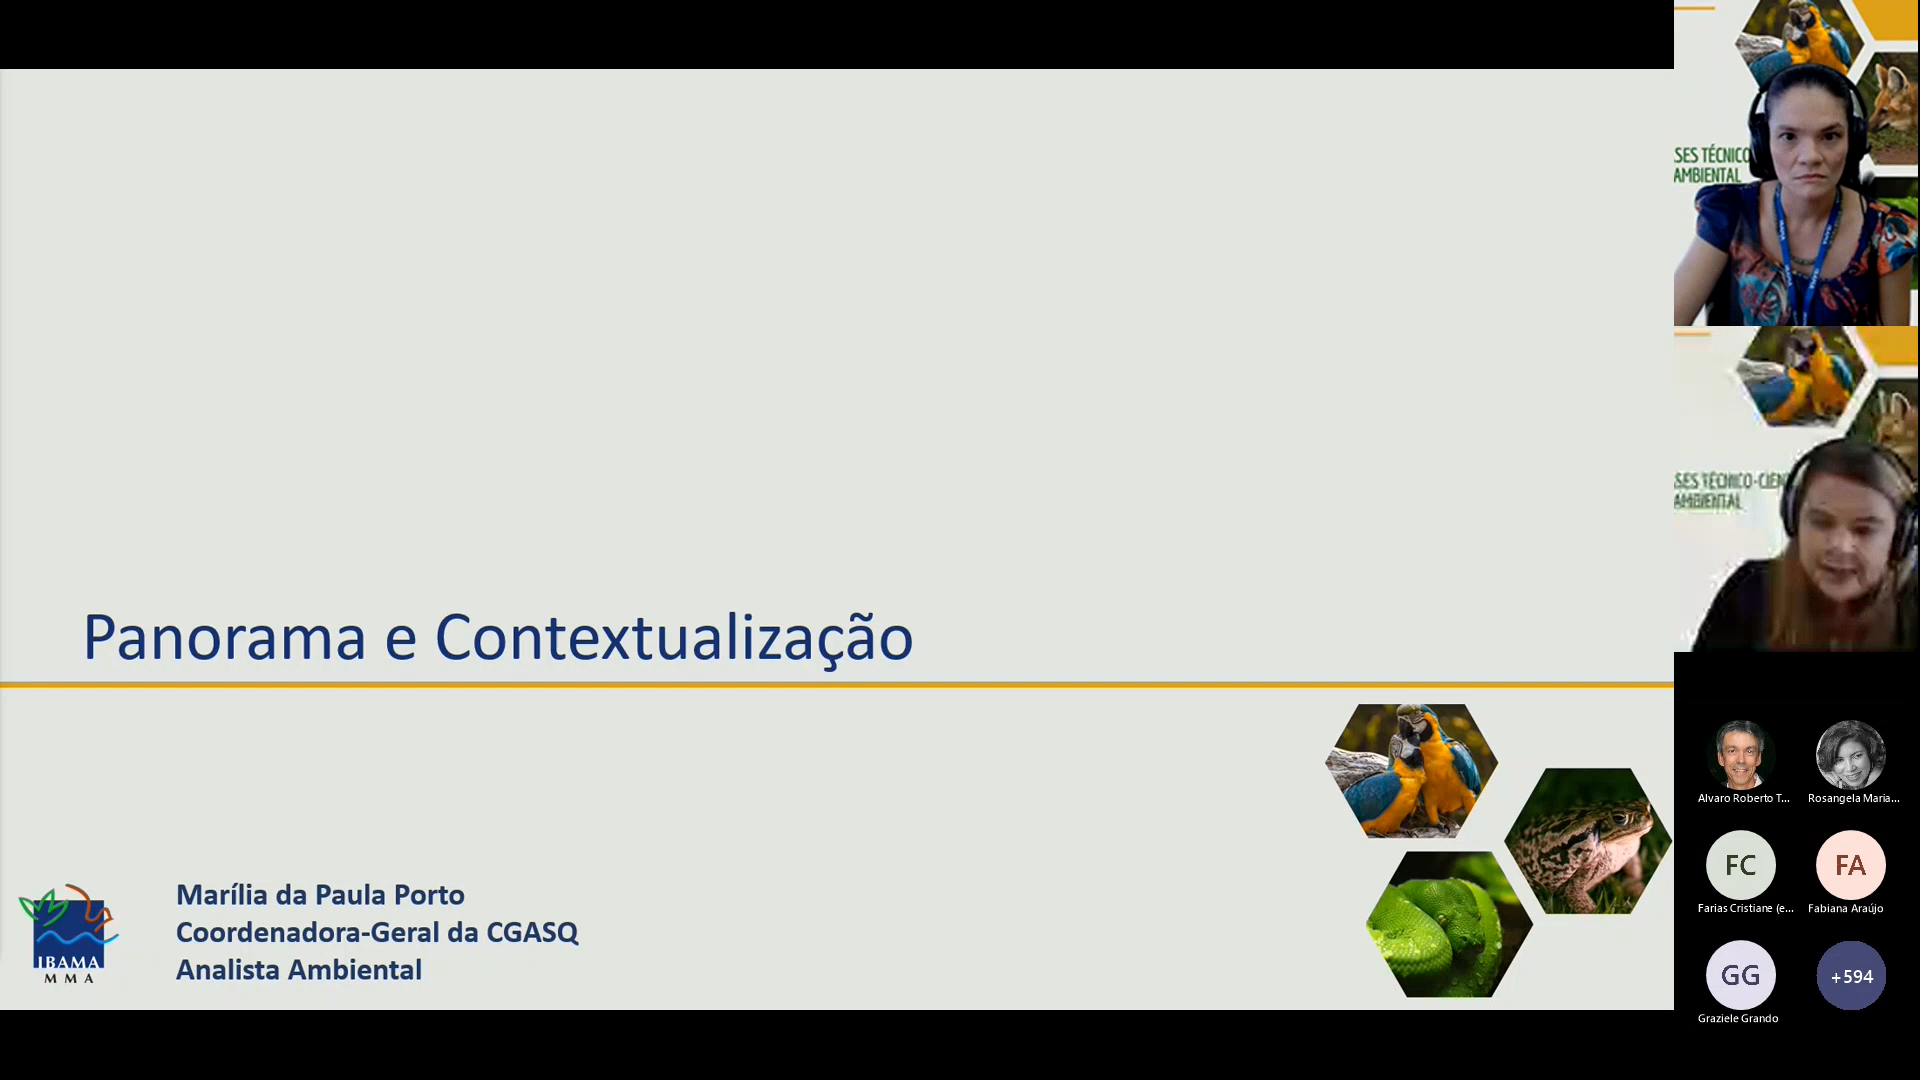 Panorama e Contextualização
Marília da Paula Porto
Coordenadora-Geral da CGASQ
Analista Ambiental
IBAMA
M M A
SES TÉCNICO
AMBIENTAL
SES TÉCNICO-CIEN
AMBIENTAL
Alvaro Roberto T...
Rosangela Maria...
FC
FA
Farias Cristiane (e...
Fabiana Araújo
GG
+594
Graziele Grando